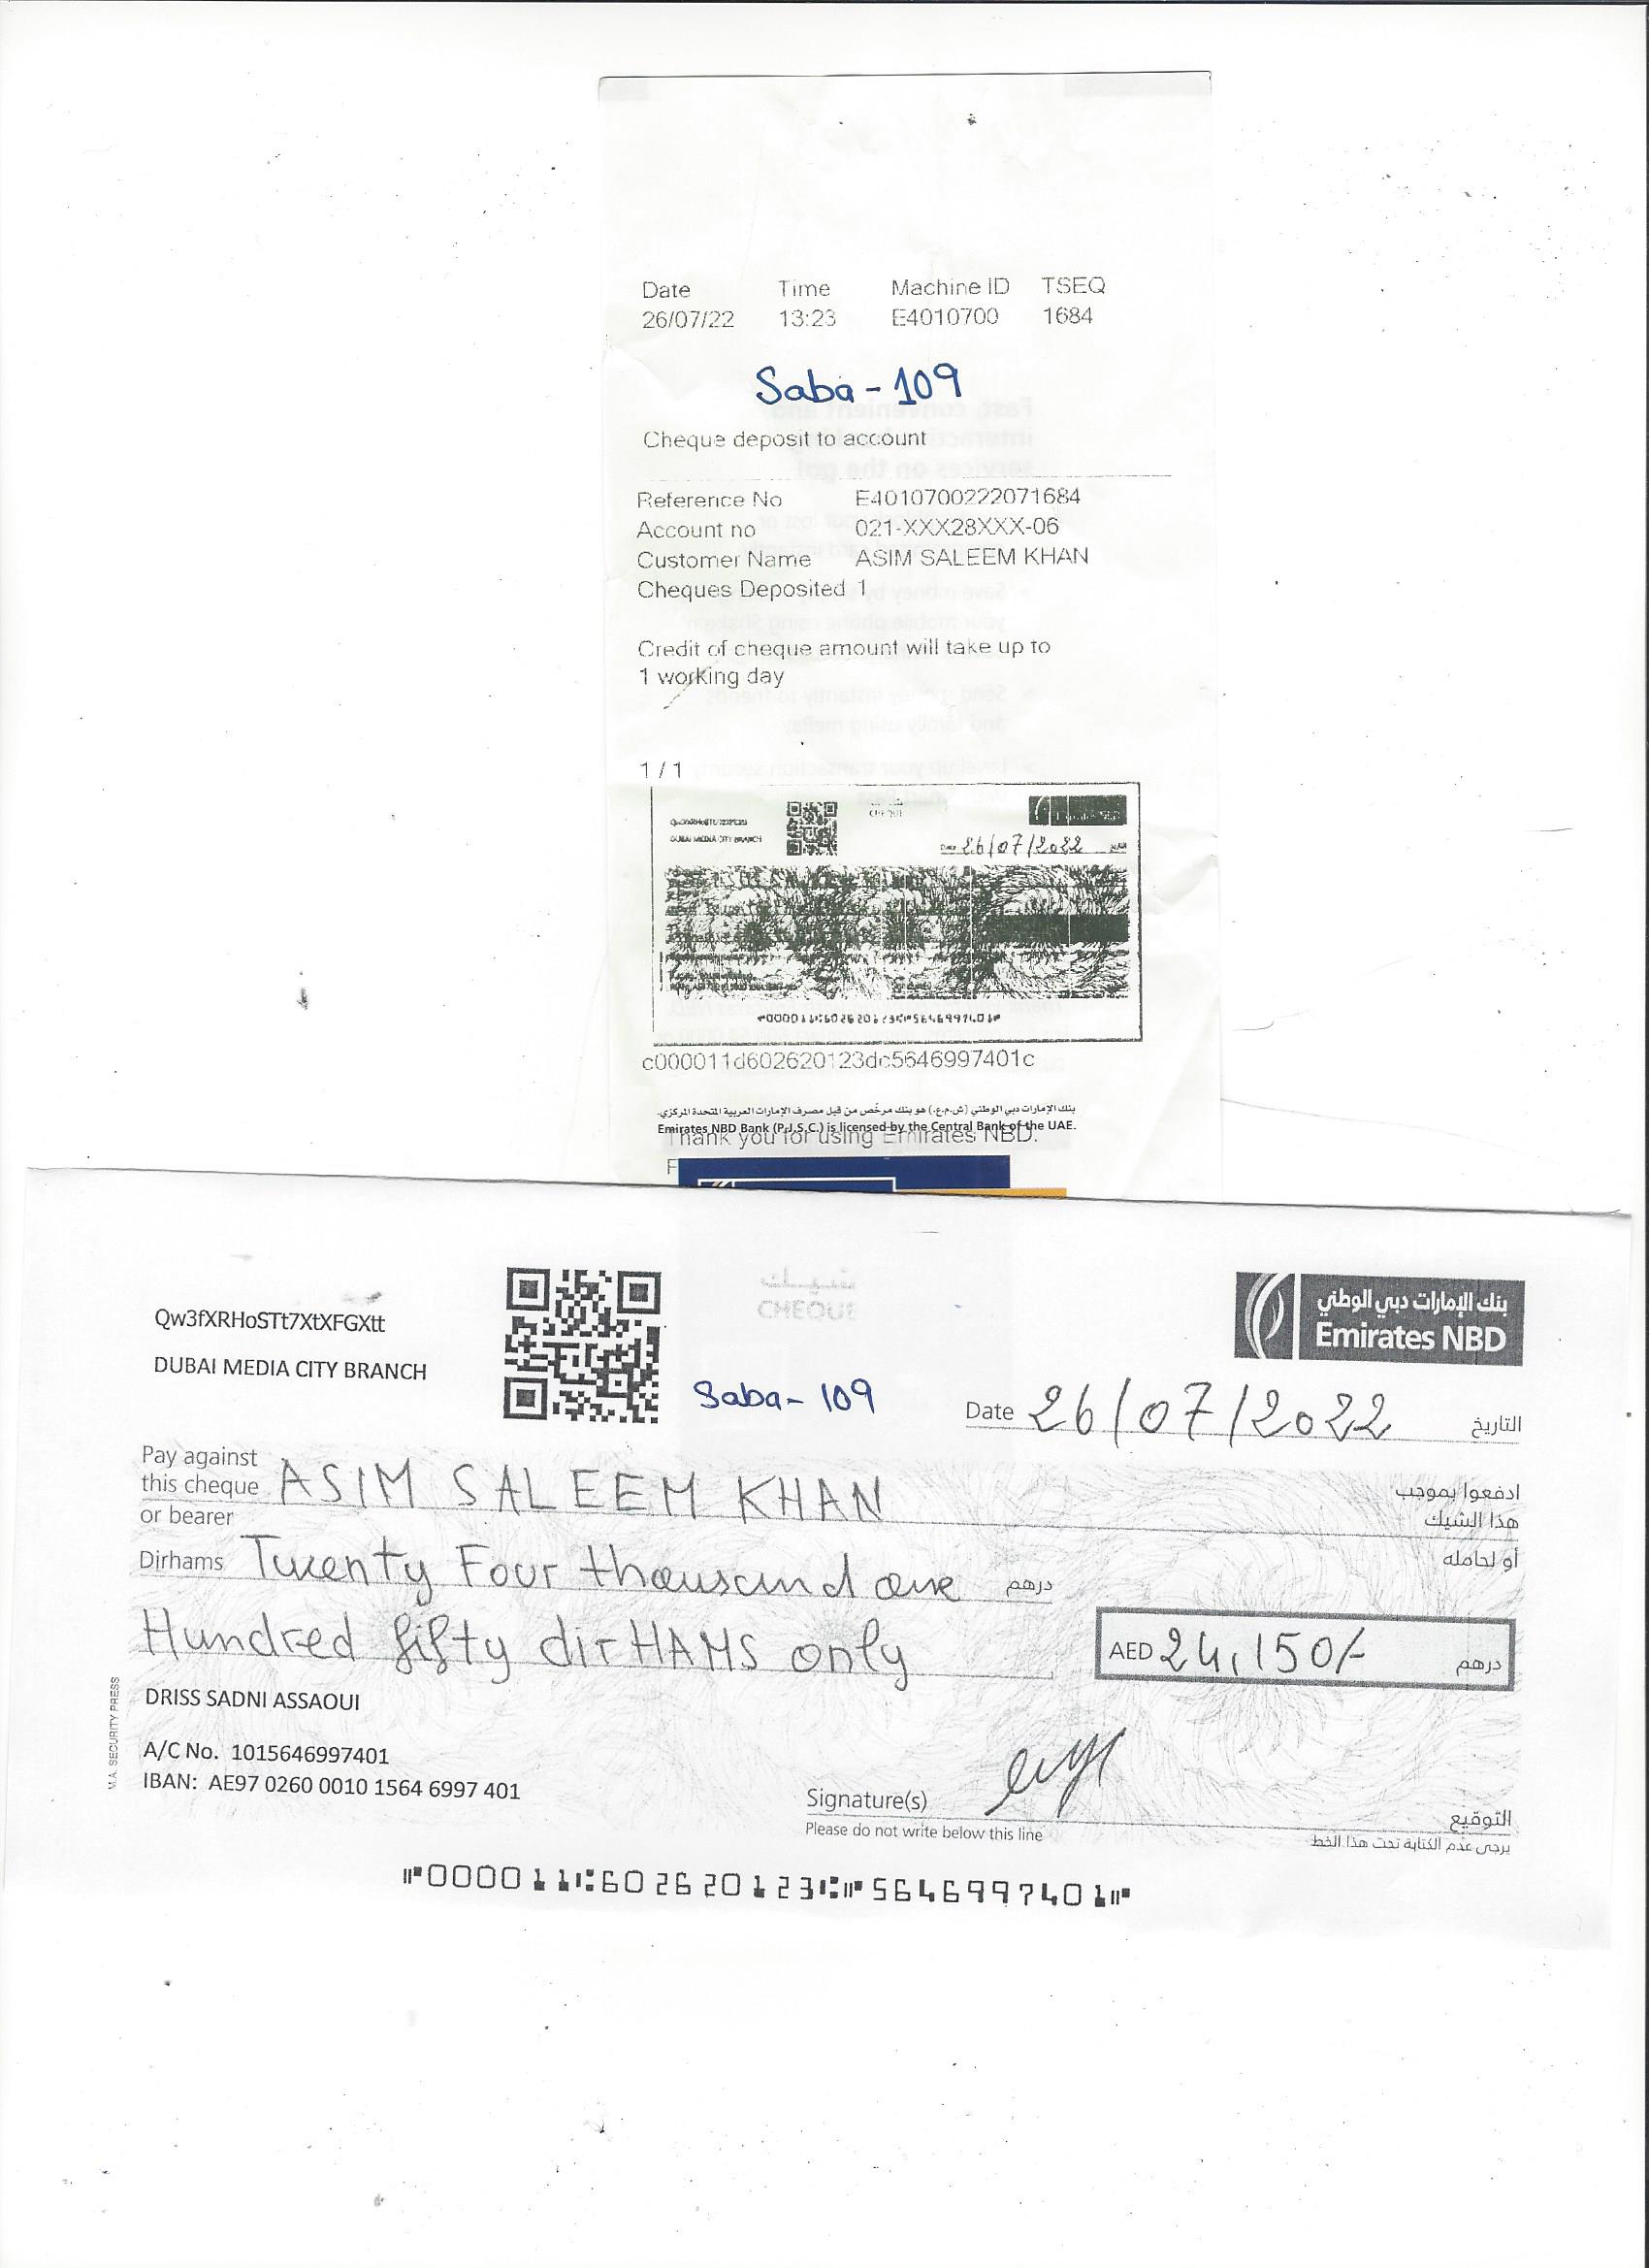 Date Time Machine ID TSEQ
26/07/22 13:23 E4010700 1684
Saba - 109
Cheque deposit to account
Reference No E4010700222071684
Account no 021-XXX28XXX-06
Customer Name ASIM SALEEM KHAN
Cheques Deposited 1
Credit of cheque amount will take up to
1 working day
1 / 1
CHEQUE
DUBAI MEDIA CITY BRANCH
Date 26/07/2022
c000011d602620123dc5646997401c
بنك الإمارات دبي الوطني (ش.م.ع.) هو بنك مرخّص من قبل مصرف الإمارات العربية المتحدة المركزي.
Emirates NBD Bank (P.J.S.C.) is licensed by the Central Bank of the UAE.
Thank you for using Emirates NBD.
Qw3fXRHoSTt7XtXFGXtt
DUBAI MEDIA CITY BRANCH
شيك
CHEQUE
بنك الإمارات دبي الوطني
Emirates NBD
Saba - 109
Date 26/07/2022 التاريخ
Pay against
this cheque
or bearer
ASIM SALEEM KHAN
ادفعوا بموجب
هذا الشيك
أو لحامله
Dirhams Twenty Four thousand one درهم
Hundred fifty dirHAMS only
AED 24,150/- درهم
M.A. SECURITY PRESS
DRISS SADNI ASSAOUI
A/C No. 1015646997401
IBAN: AE97 0260 0010 1564 6997 401
Signature(s) التوقيع
Please do not write below this line يرجى عدم الكتابة تحت هذا الخط
⑈000011⑆602620123⑆⑈5646997401⑈